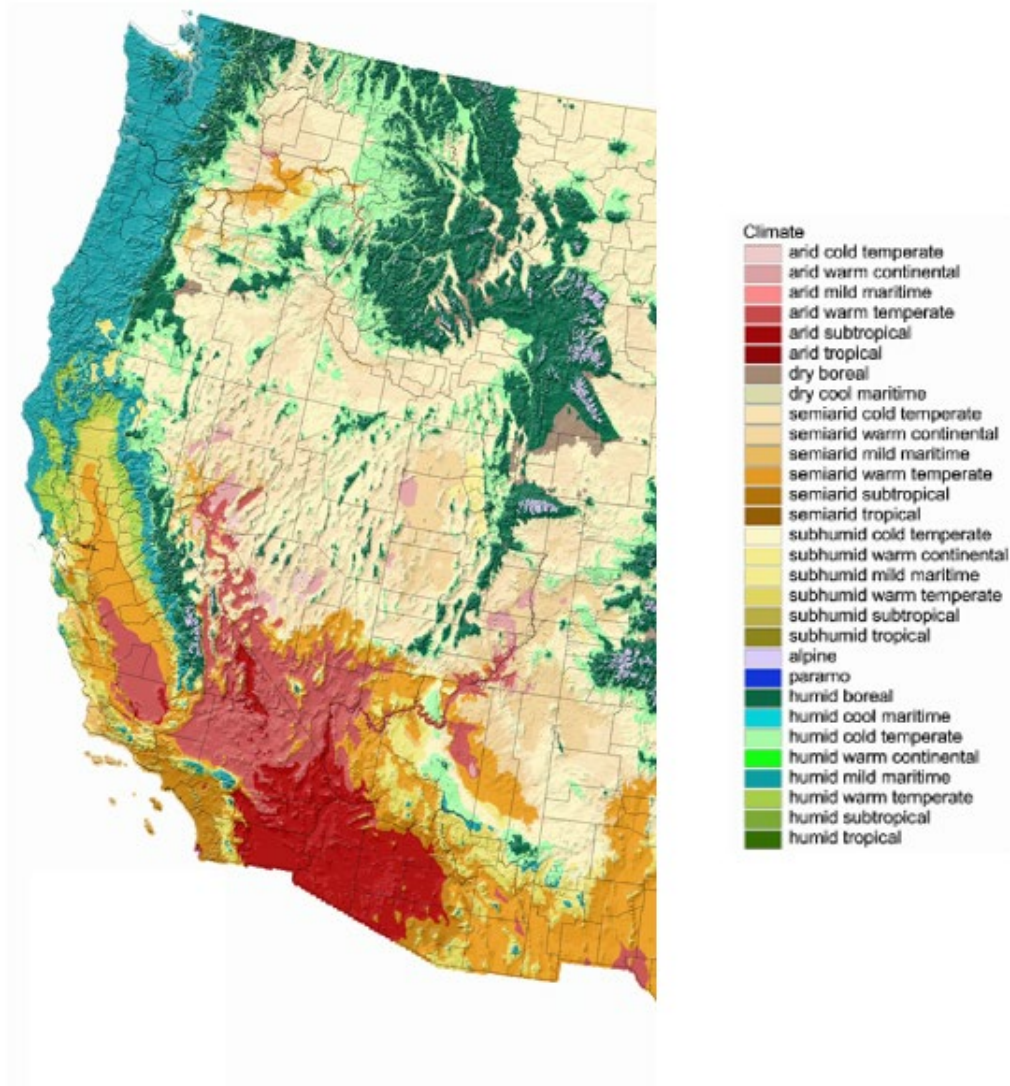 Climate
arid cold temperate
arid warm continental
arid mild maritime
arid warm temperate
arid subtropical
arid tropical
dry boreal
dry cool maritime
semiarid cold temperate
semiarid warm continental
semiarid mild maritime
semiarid warm temperate
semiarid subtropical
semiarid tropical
subhumid cold temperate
subhumid warm continental
subhumid mild maritime
subhumid warm temperate
subhumid subtropical
subhumid tropical
alpine
paramo
humid boreal
humid cool maritime
humid cold temperate
humid warm continental
humid mild maritime
humid warm temperate
humid subtropical
humid tropical